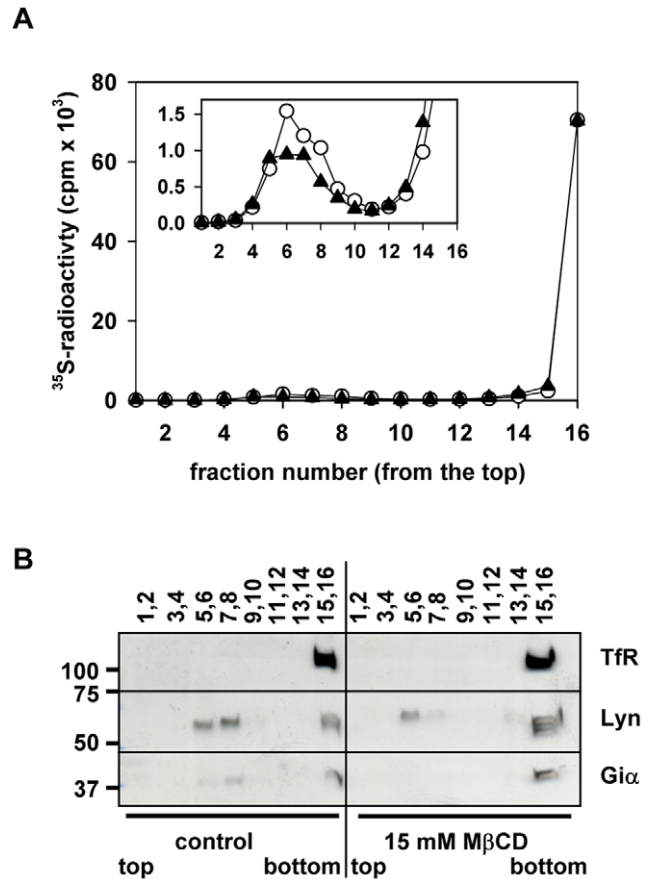 A
³⁵S-radioactivty (cpm x 10³)
80
60
40
20
0
1.5
1.0
0.5
0.0
2 4 6 8 10 12 14 16
2 4 6 8 10 12 14 16
fraction number (from the top)
B
1,2 3,4 5,6 7,8 9,10 11,12 13,14 15,16 1,2 3,4 5,6 7,8 9,10 11,12 13,14 15,16
TfR
100
75
Lyn
50
Giα
37
control 15 mM MβCD
top bottom top bottom